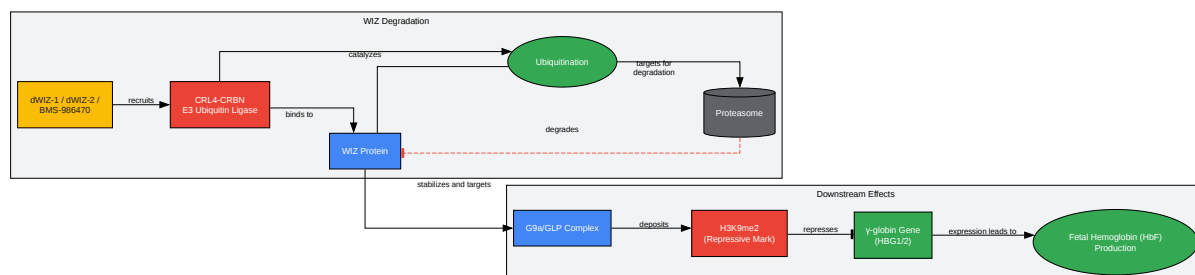 WIZ Degradation
catalyzes
Ubiquitination
targets for
degradation
dWIZ-1 / dWIZ-2 /
BMS-986470
recruits
CRL4-CRBN
E3 Ubiquitin Ligase
binds to
Proteasome
degrades
WIZ Protein
stabilizes and targets
Downstream Effects
G9a/GLP Complex
deposits
H3K9me2
(Repressive Mark)
represses
γ-globin Gene
(HBG1/2)
expression leads to
Fetal Hemoglobin (HbF)
Production